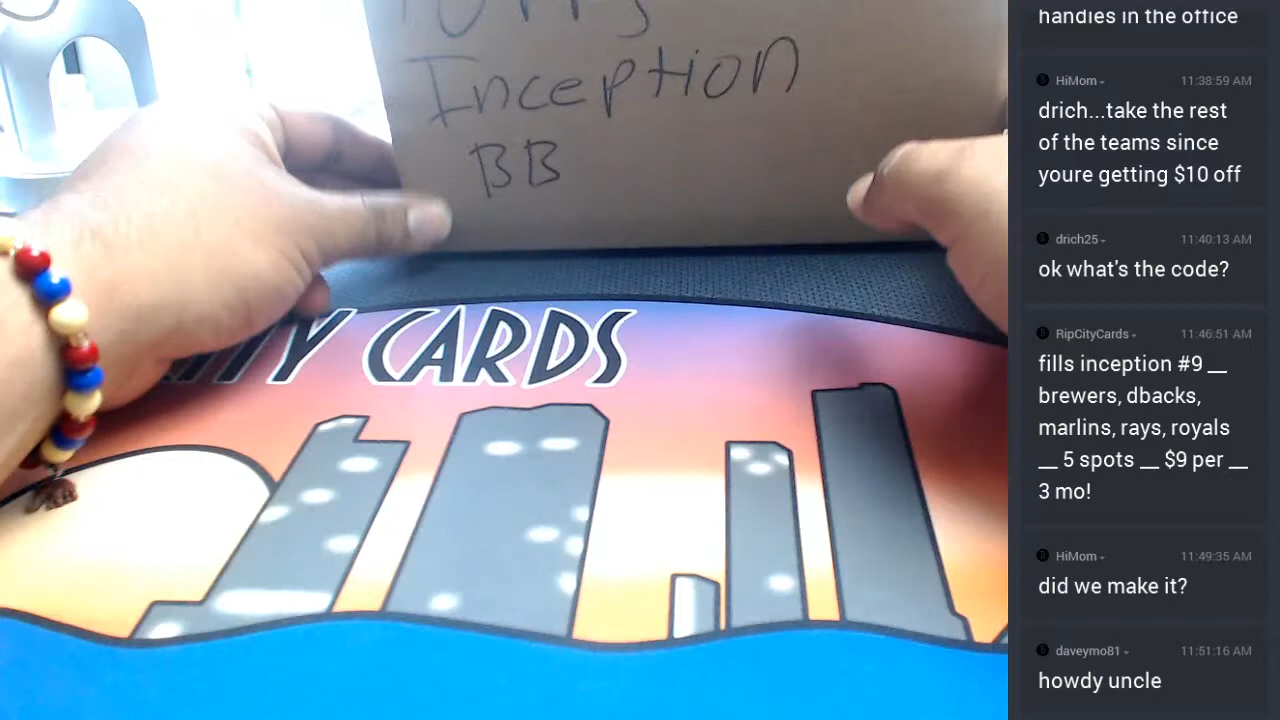 Inception
BB
CITY CARDS
handies in the office
HiMom
11:38:59 AM
drich...take the rest
of the teams since
youre getting $10 off
drich25
11:40:13 AM
ok what's the code?
RipCityCards
11:46:51 AM
fills inception #9 __
brewers, dbacks,
marlins, rays, royals
__ 5 spots __ $9 per __
3 mo!
HiMom
11:49:35 AM
did we make it?
daveymo81
11:51:16 AM
howdy uncle